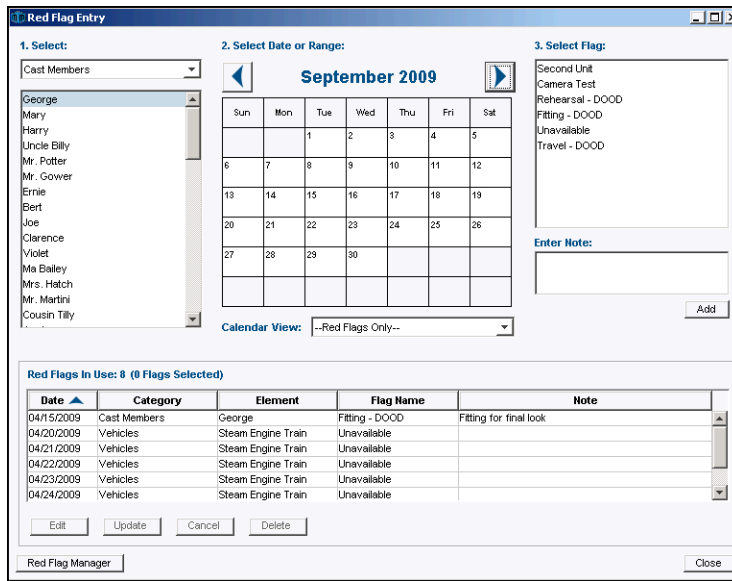 Red Flag Entry
1. Select:
Cast Members
George
Mary
Harry
Uncle Billy
Mr. Potter
Mr. Gower
Ernie
Bert
Joe
Clarence
Violet
Ma Bailey
Mrs. Hatch
Mr. Martini
Cousin Tilly
2. Select Date or Range:
September 2009
Sun Mon Tue Wed Thu Fri Sat
1 2 3 4 5
6 7 8 9 10 11 12
13 14 15 16 17 18 19
20 21 22 23 24 25 26
27 28 29 30
Calendar View: --Red Flags Only--
3. Select Flag:
Second Unit
Camera Test
Rehearsal - DOOD
Fitting - DOOD
Unavailable
Travel - DOOD
Enter Note:
Add
Red Flags In Use: 8 (0 Flags Selected)
Date Category Element Flag Name Note
04/15/2009 Cast Members George Fitting - DOOD Fitting for final look
04/20/2009 Vehicles Steam Engine Train Unavailable
04/21/2009 Vehicles Steam Engine Train Unavailable
04/22/2009 Vehicles Steam Engine Train Unavailable
04/23/2009 Vehicles Steam Engine Train Unavailable
04/24/2009 Vehicles Steam Engine Train Unavailable
Edit Update Cancel Delete
Red Flag Manager Close